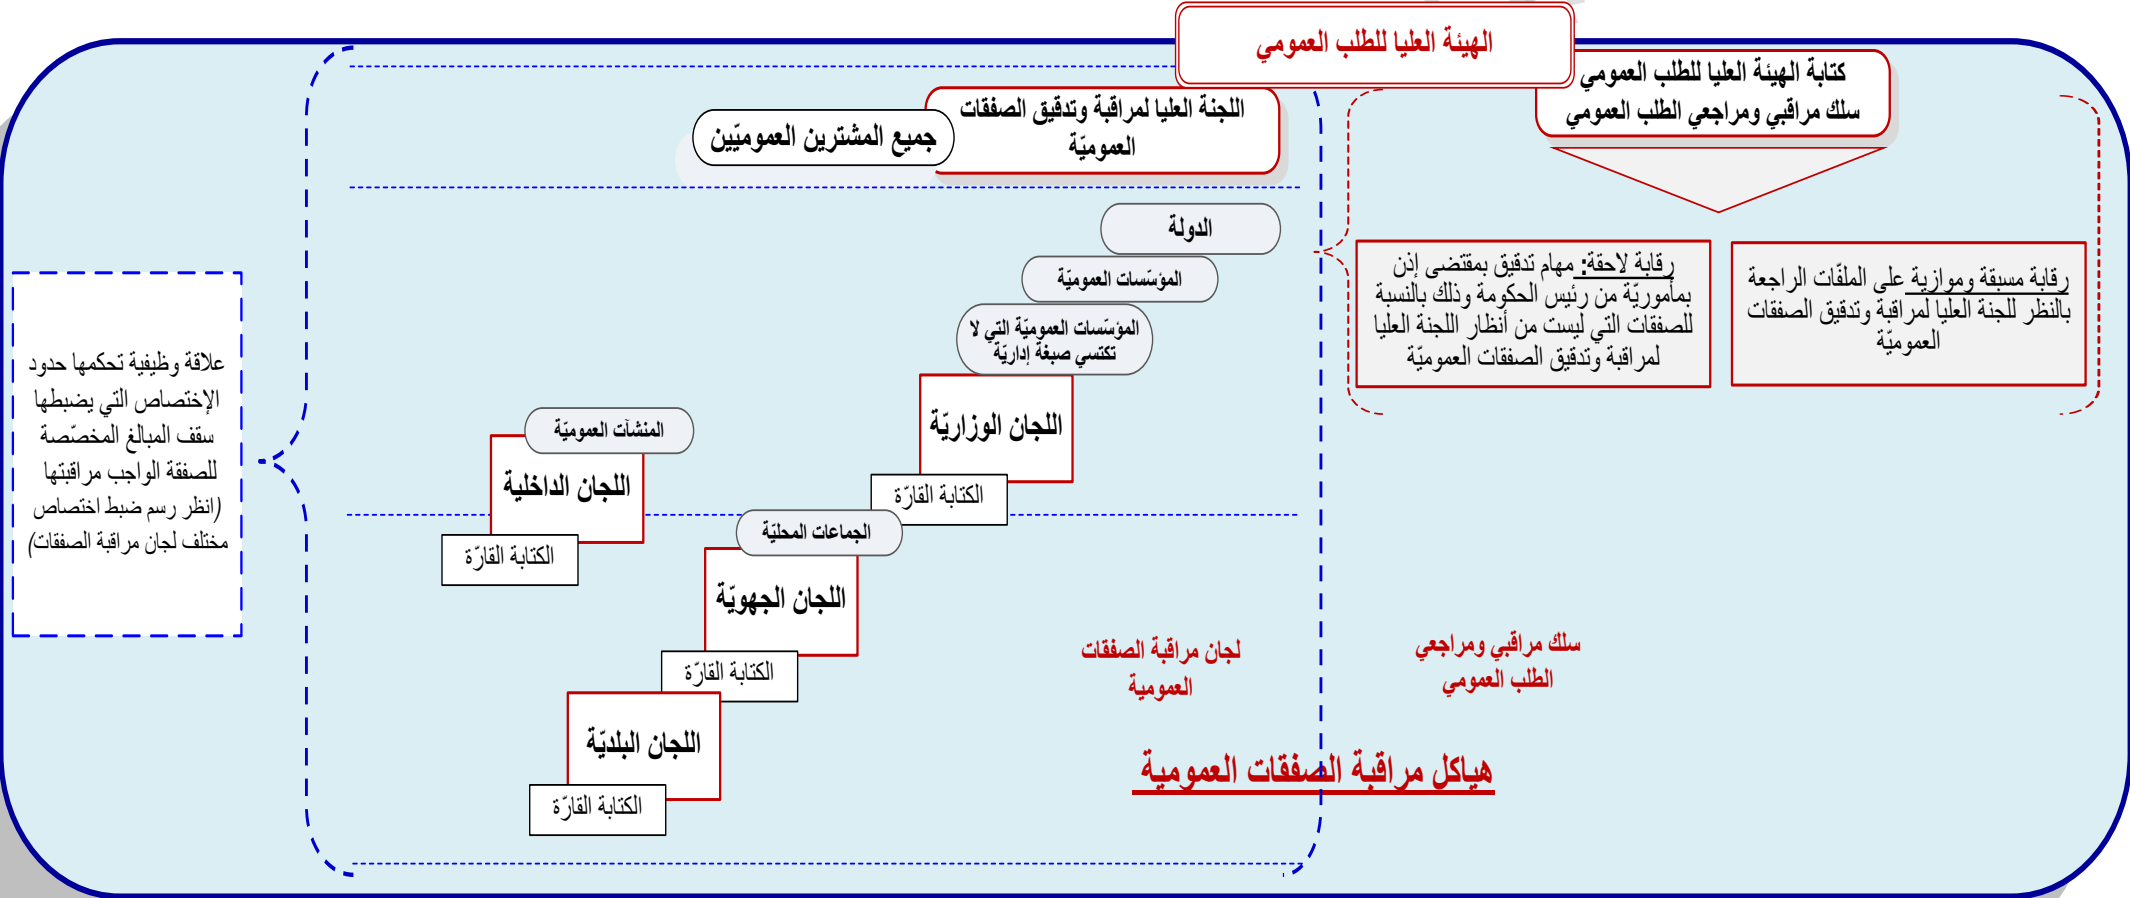 الهيئة العليا للطلب العمومي
كتابة الهيئة العليا للطلب العمومي
سلك مراقبي ومراجعي الطلب العمومي
اللجنة العليا لمراقبة وتدقيق الصفقات
العموميّة
جميع المشترين العموميّين
رقابة مسبقة وموازية على الملفّات الراجعة
بالنظر للجنة العليا لمراقبة وتدقيق الصفقات
العموميّة
رقابة لاحقة: مهام تدقيق بمقتضى إذن
بمأموريّة من رئيس الحكومة وذلك بالنسبة
للصفقات التي ليست من أنظار اللجنة العليا
لمراقبة وتدقيق الصفقات العموميّة
الدولة
المؤسّسات العموميّة
المؤسّسات العموميّة التي لا
تكتسي صبغة إداريّة
اللجان الوزاريّة
الكتابة القارّة
المنشآت العموميّة
اللجان الداخلية
الكتابة القارّة
الجماعات المحليّة
اللجان الجهويّة
الكتابة القارّة
اللجان البلديّة
الكتابة القارّة
علاقة وظيفية تحكمها حدود
الإختصاص التي يضبطها
سقف المبالغ المخصّصة
للصفقة الواجب مراقبتها
(انظر رسم ضبط اختصاص
مختلف لجان مراقبة الصفقات)
سلك مراقبي ومراجعي
الطلب العمومي
لجان مراقبة الصفقات
العمومية
هياكل مراقبة الصفقات العمومية